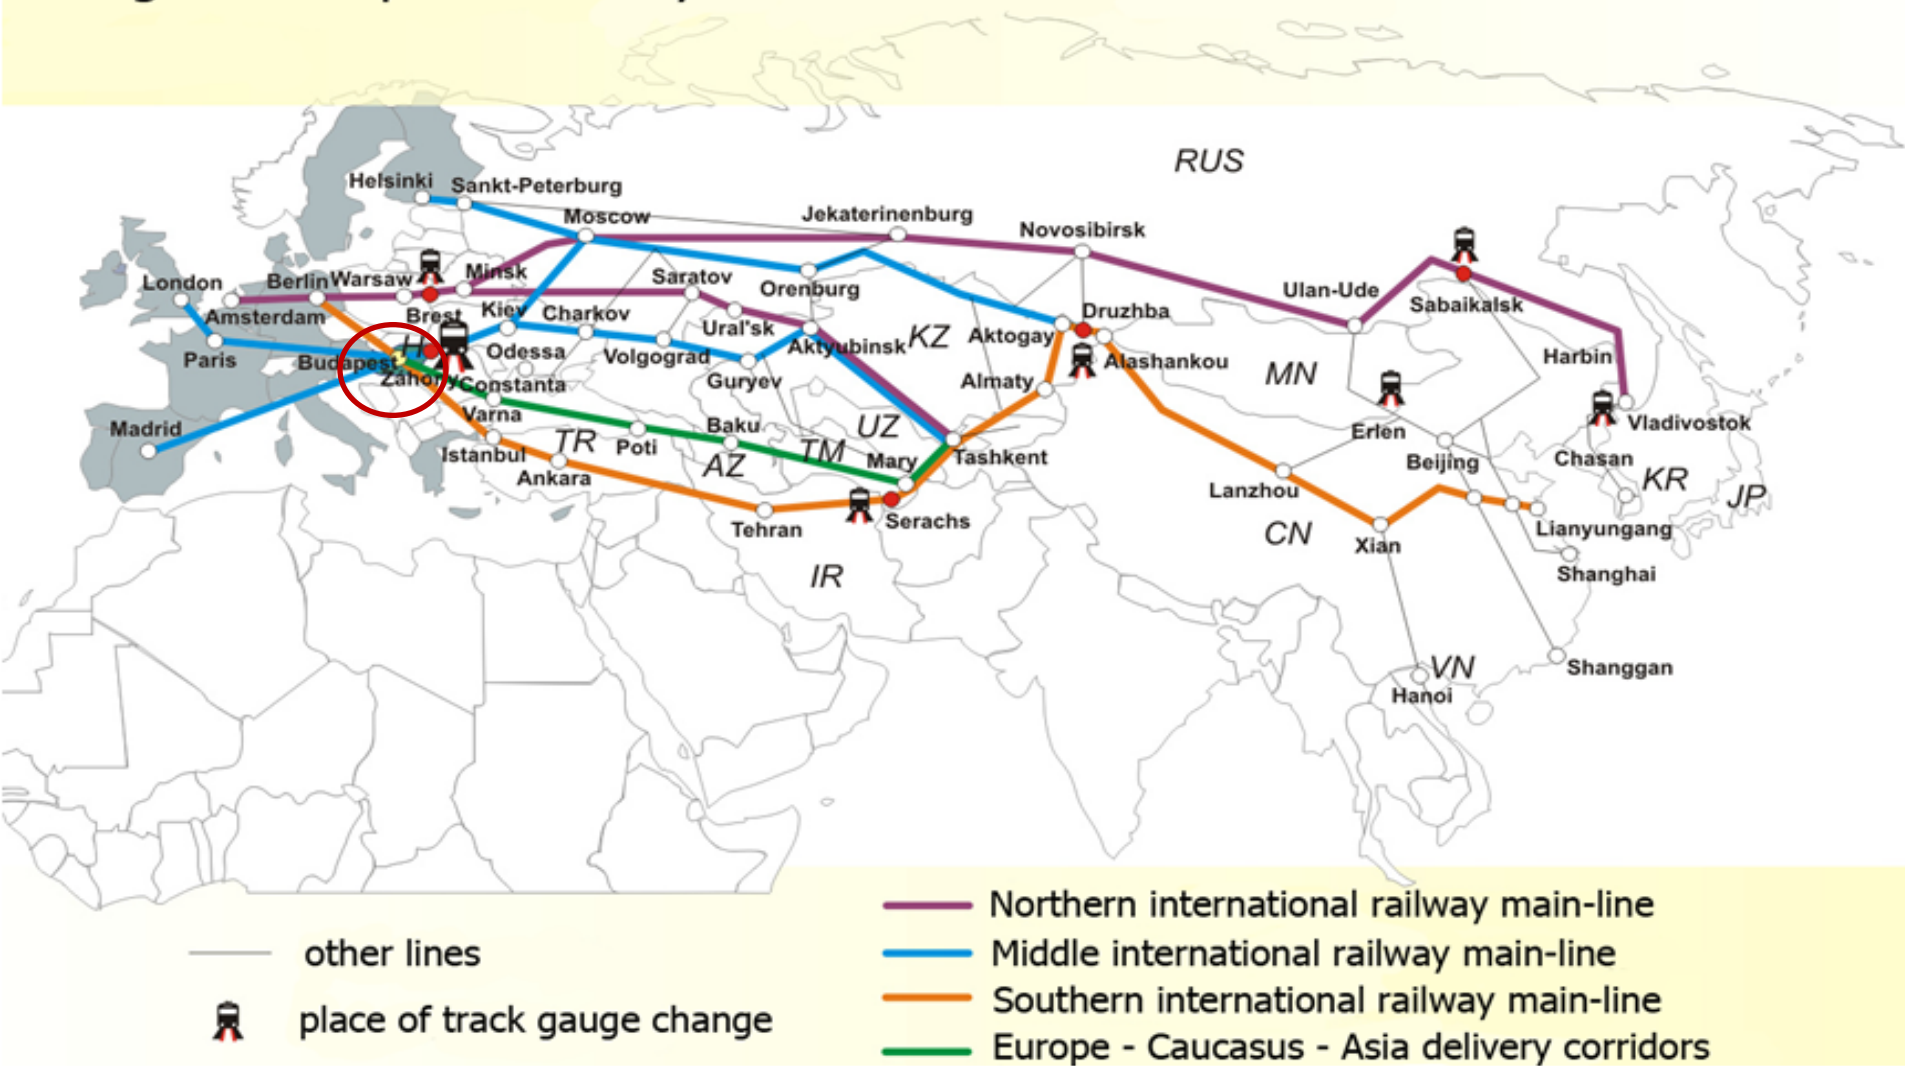 RUS
Helsinki
Sankt-Peterburg
Moscow
Jekaterinenburg
Novosibirsk
London
Berlin
Warsaw
Minsk
Saratov
Orenburg
Ulan-Ude
Sabaikalsk
Amsterdam
Brest
Kiev
Charkov
Ural'sk
KZ
Druzhba
Aktogay
Paris
Budapest
H
Odessa
Volgograd
Aktyubinsk
Alashankou
Harbin
Zahony
Constanta
Guryev
Almaty
MN
Madrid
Varna
Baku
UZ
Erlen
Vladivostok
Istanbul
TR
Poti
AZ
TM
Mary
Tashkent
Beijing
Chasan
KR
JP
Ankara
Lanzhou
Tehran
Serachs
CN
Xian
Lianyungang
IR
Shanghai
VN
Hanoi
Shanggan
other lines
place of track gauge change
Northern international railway main-line
Middle international railway main-line
Southern international railway main-line
Europe - Caucasus - Asia delivery corridors